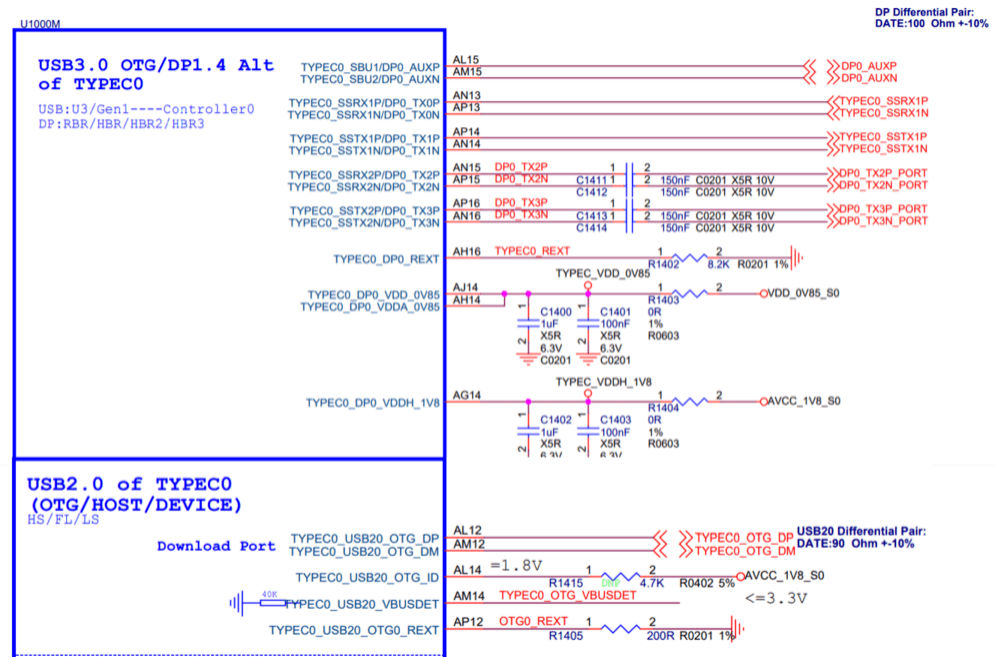 DP Differential Pair:
DATE:100 Ohm +-10%
U1000M
USB3.0 OTG/DP1.4 Alt
of TYPEC0
USB:U3/Gen1----Controller0
DP:RBR/HBR/HBR2/HBR3
TYPEC0_SBU1/DP0_AUXP AL15 DP0_AUXP
TYPEC0_SBU2/DP0_AUXN AM15 DP0_AUXN
TYPEC0_SSRX1P/DP0_TX0P AN13 TYPEC0_SSRX1P
TYPEC0_SSRX1N/DP0_TX0N AP13 TYPEC0_SSRX1N
TYPEC0_SSTX1P/DP0_TX1P AP14 TYPEC0_SSTX1P
TYPEC0_SSTX1N/DP0_TX1N AN14 TYPEC0_SSTX1N
TYPEC0_SSRX2P/DP0_TX2P AN15 DP0_TX2P 1 2 DP0_TX2P_PORT
TYPEC0_SSRX2N/DP0_TX2N AP15 DP0_TX2N C1411 1 2 150nF C0201 X5R 10V DP0_TX2N_PORT
C1412 150nF C0201 X5R 10V
TYPEC0_SSTX2P/DP0_TX3P AP16 DP0_TX3P 1 2 DP0_TX3P_PORT
TYPEC0_SSTX2N/DP0_TX3N AN16 DP0_TX3N C1413 1 2 150nF C0201 X5R 10V DP0_TX3N_PORT
C1414 150nF C0201 X5R 10V
TYPEC0_DP0_REXT AH16 TYPEC0_REXT 1 2
R1402 8.2K R0201 1%
TYPEC_VDD_0V85
TYPEC0_DP0_VDD_0V85 AJ14 1 2 VDD_0V85_S0
TYPEC0_DP0_VDDA_0V85 AH14 R1403
1 C1400 1 C1401 0R
1uF 100nF 1%
X5R X5R R0603
2 6.3V 2 6.3V
C0201 C0201
TYPEC_VDDH_1V8
TYPEC0_DP0_VDDH_1V8 AG14 1 2 AVCC_1V8_S0
R1404
1 C1402 1 C1403 0R
1uF 100nF 1%
2 X5R 2 X5R R0603
6.3V 6.3V
USB2.0 of TYPEC0
(OTG/HOST/DEVICE)
HS/FL/LS
Download Port
USB20 Differential Pair:
DATE:90 Ohm +-10%
TYPEC0_USB20_OTG_DP AL12 TYPEC0_OTG_DP
TYPEC0_USB20_OTG_DM AM12 TYPEC0_OTG_DM
TYPEC0_USB20_OTG_ID AL14 =1.8V 1 2 AVCC_1V8_S0
R1415 DNP 4.7K R0402 5%
40K TYPEC0_USB20_VBUSDET AM14 TYPEC0_OTG_VBUSDET <=3.3V
TYPEC0_USB20_OTG0_REXT AP12 OTG0_REXT 1 2
R1405 200R R0201 1%